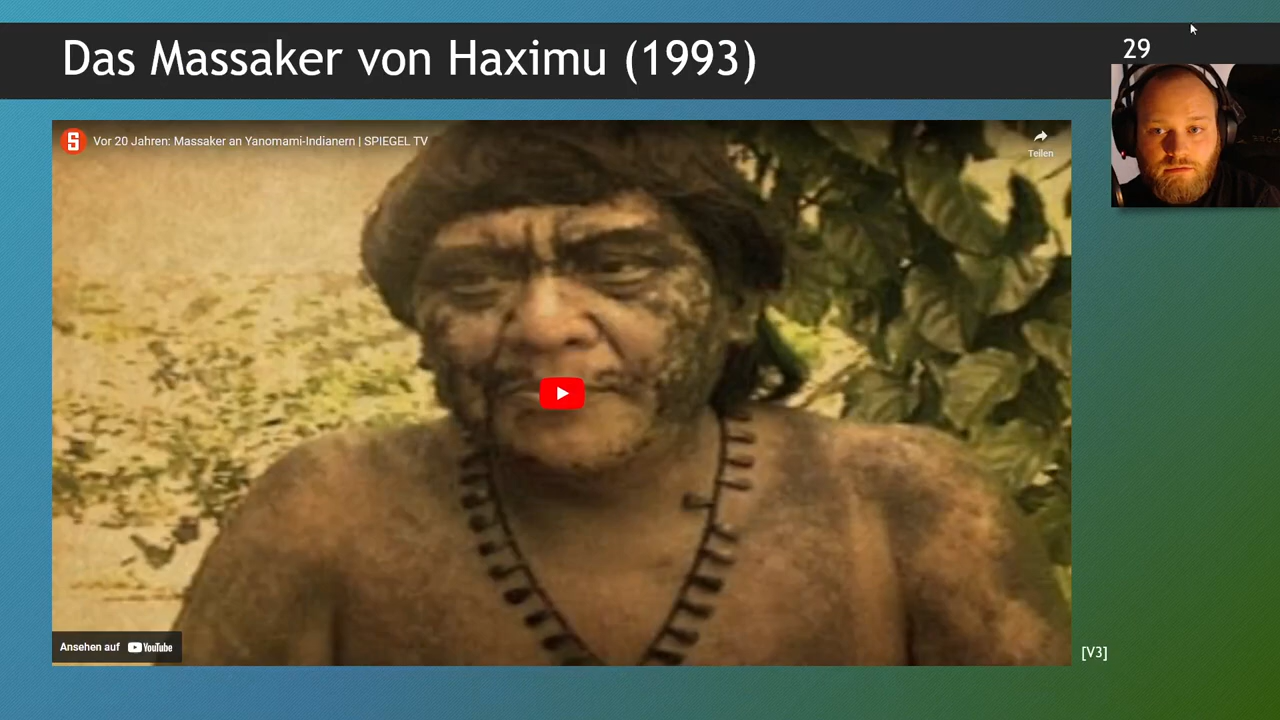 Das Massaker von Haximu (1993)
29
S
Vor 20 Jahren: Massaker an Yanomami-Indianern | SPIEGEL TV
Teilen
Ansehen auf YouTube
[V3]